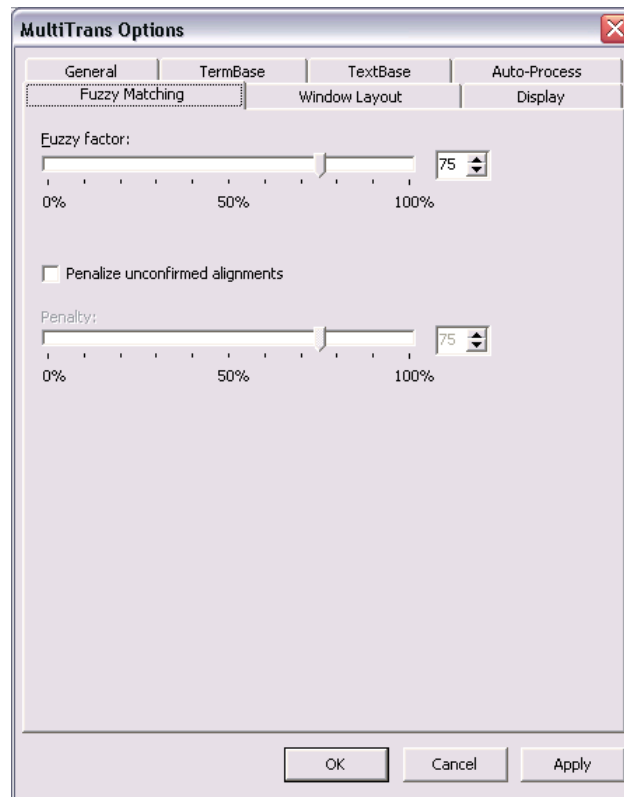 MultiTrans Options
General TermBase TextBase Auto-Process
Fuzzy Matching Window Layout Display
Fuzzy factor:
75
0% 50% 100%
Penalize unconfirmed alignments
Penalty:
75
0% 50% 100%
OK Cancel Apply